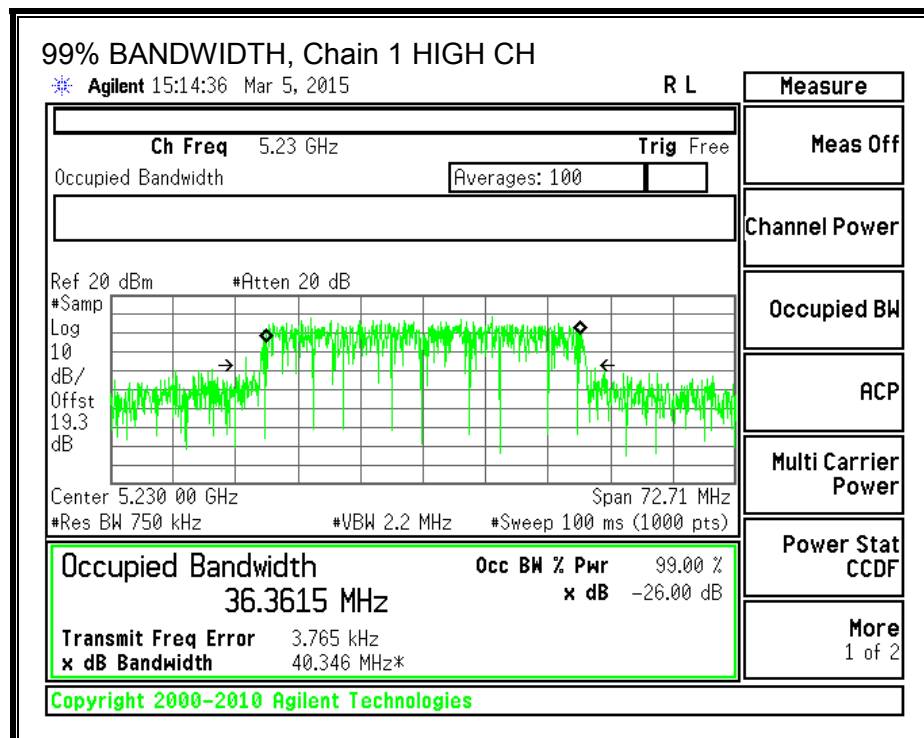 99% BANDWIDTH, Chain 1 HIGH CH
Agilent 15:14:36 Mar 5, 2015 R L
Measure
Ch Freq 5.23 GHz Trig Free
Meas Off
Occupied Bandwidth Averages: 100
Channel Power
Ref 20 dBm #Atten 20 dB
#Samp
Log
10
dB/
Offst
19.3
dB
Occupied BW
ACP
Center 5.230 00 GHz Span 72.71 MHz
#Res BW 750 kHz #VBW 2.2 MHz #Sweep 100 ms (1000 pts)
Multi Carrier
Power
Occupied Bandwidth Occ BW % Pwr 99.00 %
36.3615 MHz x dB -26.00 dB
Transmit Freq Error 3.765 kHz
x dB Bandwidth 40.346 MHz*
Power Stat
CCDF
More
1 of 2
Copyright 2000-2010 Agilent Technologies